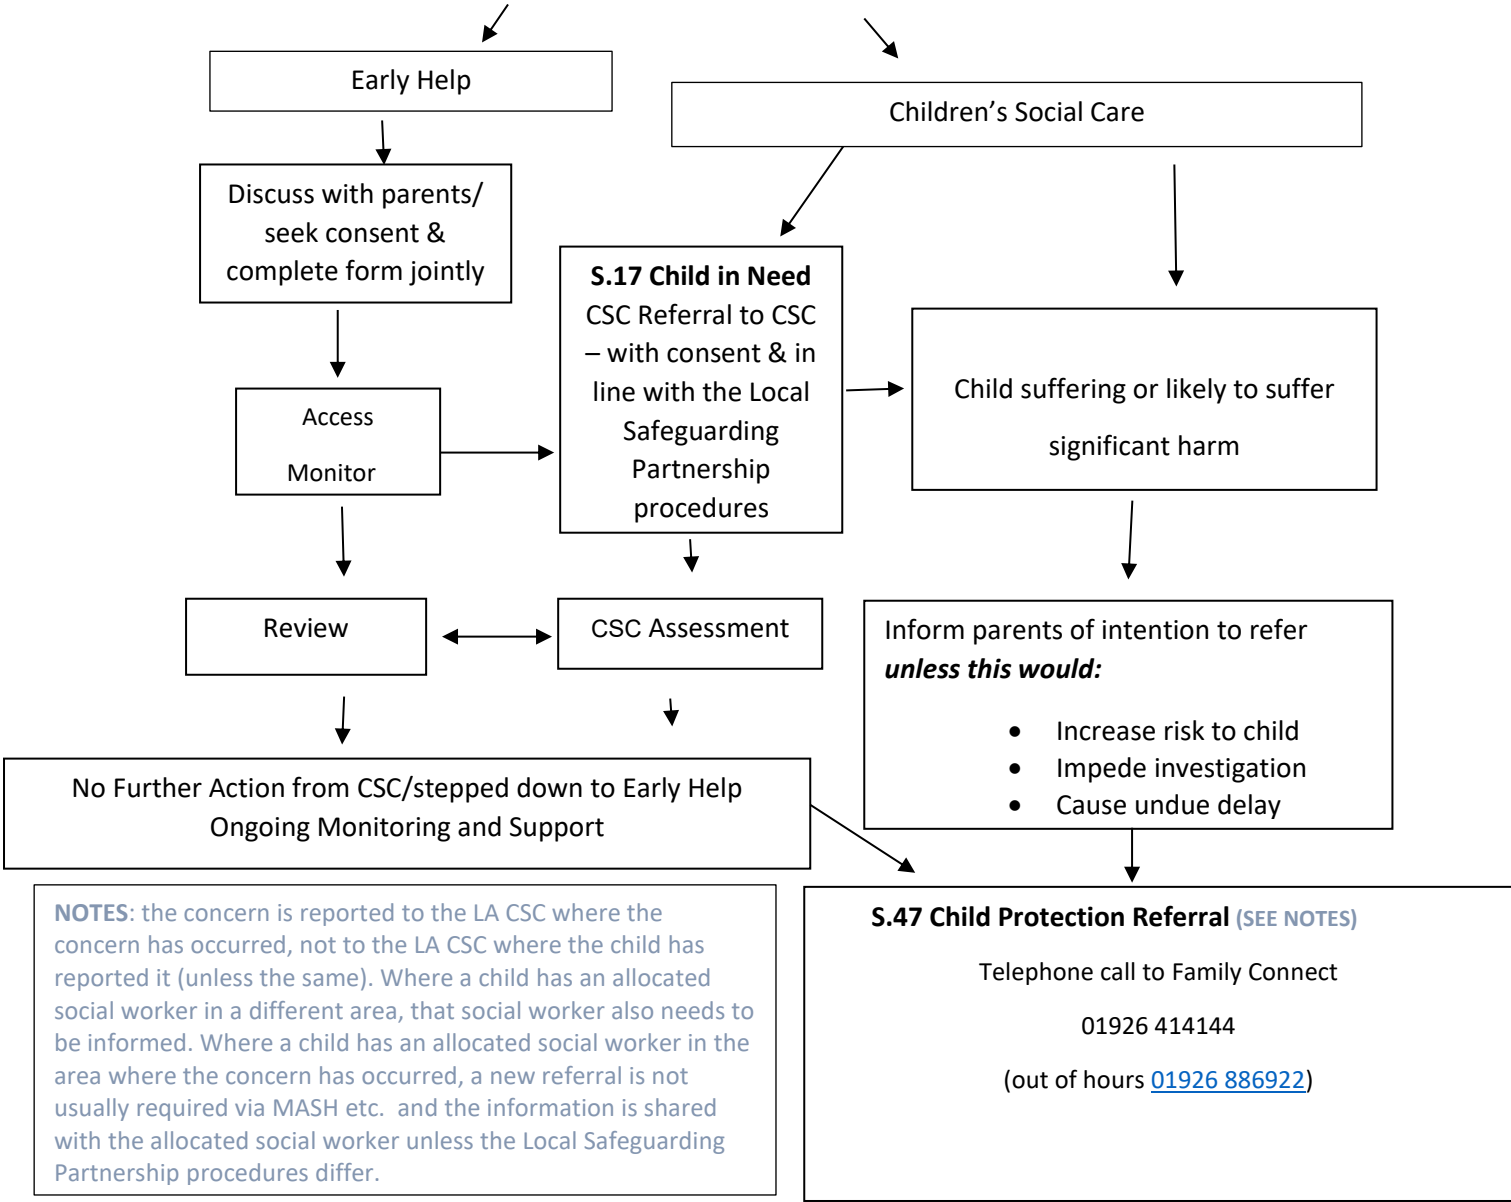 Early Help
Children’s Social Care
Discuss with parents/
seek consent &
complete form jointly
S.17 Child in Need
CSC Referral to CSC
– with consent & in
line with the Local
Safeguarding
Partnership
procedures
Child suffering or likely to suffer
significant harm
Access
Monitor
Review
CSC Assessment
Inform parents of intention to refer
unless this would:
• Increase risk to child
• Impede investigation
• Cause undue delay
No Further Action from CSC/stepped down to Early Help
Ongoing Monitoring and Support
NOTES: the concern is reported to the LA CSC where the
concern has occurred, not to the LA CSC where the child has
reported it (unless the same). Where a child has an allocated
social worker in a different area, that social worker also needs to
be informed. Where a child has an allocated social worker in the
area where the concern has occurred, a new referral is not
usually required via MASH etc.  and the information is shared
with the allocated social worker unless the Local Safeguarding
Partnership procedures differ.
S.47 Child Protection Referral (SEE NOTES)
Telephone call to Family Connect
01926 414144
(out of hours 01926 886922)